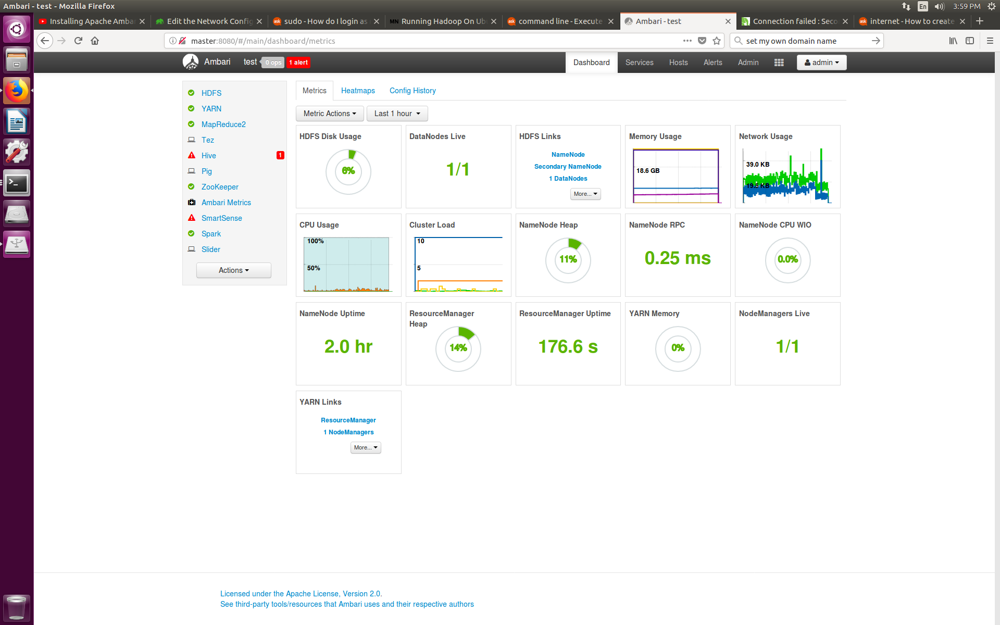 Ambari - test - Mozilla Firefox
En
3:59 PM
Installing Apache Amba
Edit the Network Config
sudo - How do I login as
MN Running Hadoop On Ub
command line - Execute
Ambari - test
Connection failed : Seco
internet - How to create
master:8080/#/main/dashboard/metrics
set my own domain name
Ambari
test
0 ops
1 alert
Dashboard
Services
Hosts
Alerts
Admin
admin
HDFS
YARN
MapReduce2
Tez
Hive
1
Pig
ZooKeeper
Ambari Metrics
SmartSense
Spark
Slider
Actions
Metrics
Heatmaps
Config History
Metric Actions
Last 1 hour
HDFS Disk Usage
6%
DataNodes Live
1/1
HDFS Links
NameNode
Secondary NameNode
1 DataNodes
More...
Memory Usage
18.6 GB
Network Usage
39.0 KB
19.5 KB
CPU Usage
100%
50%
Cluster Load
10
5
NameNode Heap
11%
NameNode RPC
0.25 ms
NameNode CPU WIO
0.0%
NameNode Uptime
2.0 hr
ResourceManager
Heap
14%
ResourceManager Uptime
176.6 s
YARN Memory
0%
NodeManagers Live
1/1
YARN Links
ResourceManager
1 NodeManagers
More...
Licensed under the Apache License, Version 2.0.
See third-party tools/resources that Ambari uses and their respective authors